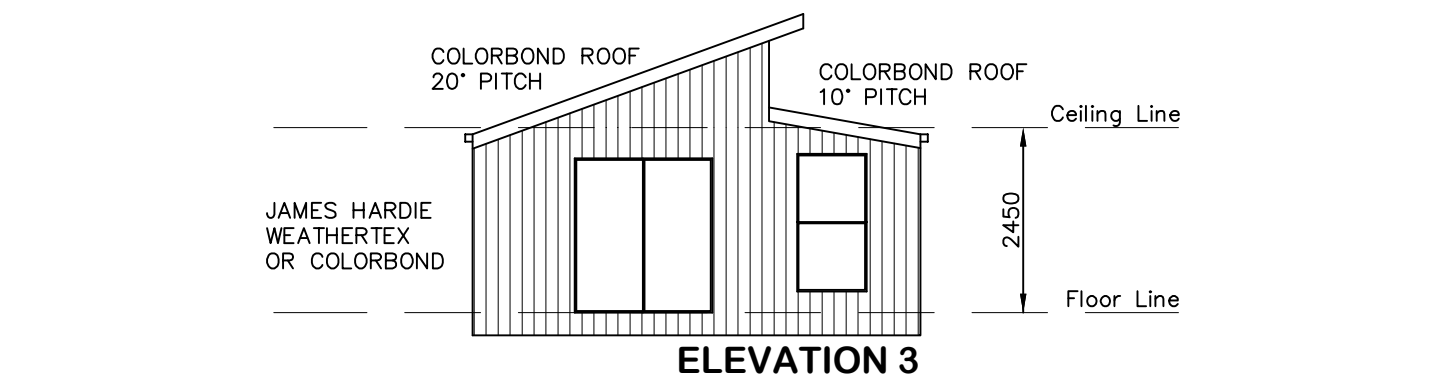 COLORBOND ROOF
20° PITCH
COLORBOND ROOF
10° PITCH
Ceiling Line
JAMES HARDIE
WEATHERTEX
OR COLORBOND
2450
Floor Line
ELEVATION 3